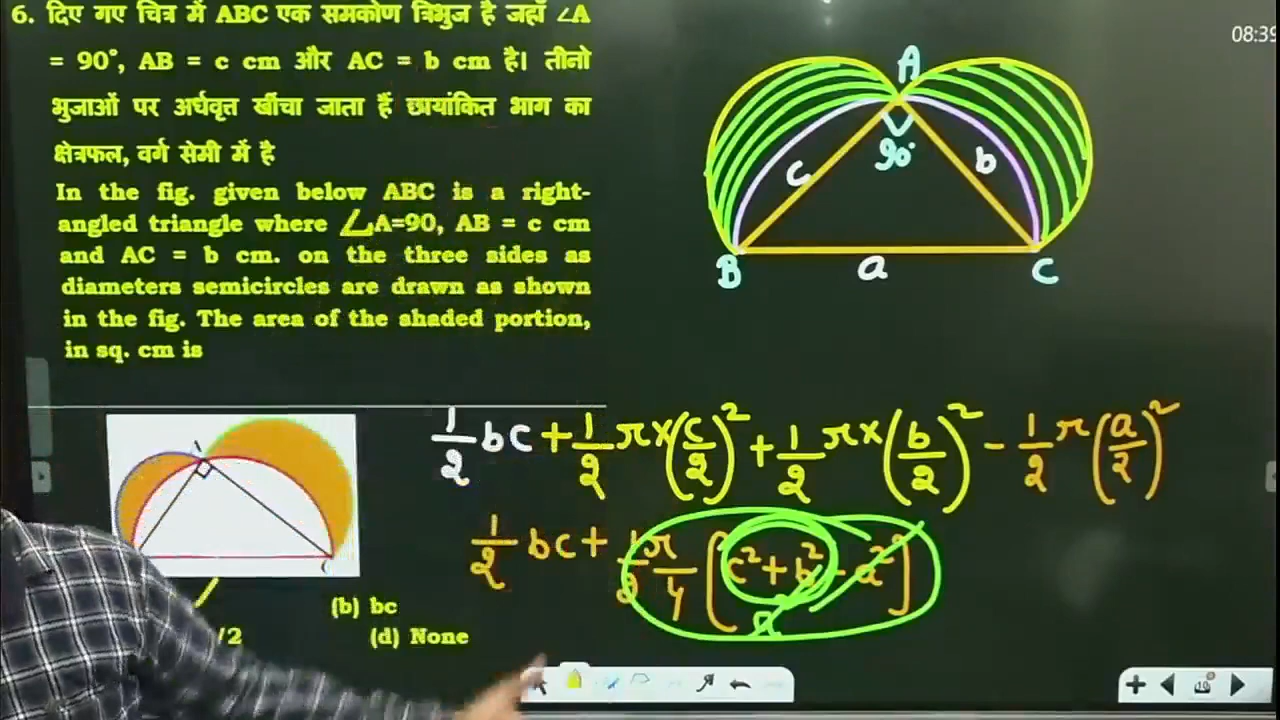 6. दिए गए चित्र में ABC एक समकोण त्रिभुज है जहाँ ∠A
= 90°, AB = c cm और AC = b cm है। तीनो
भुजाओं पर अर्धवृत्त खींचा जाता हैं छायांकित भाग का
क्षेत्रफल, वर्ग सेमी में है
In the fig. given below ABC is a right-
angled triangle where ∠A=90, AB = c cm
and AC = b cm. on the three sides as
diameters semicircles are drawn as shown
in the fig. The area of the shaded portion,
in sq. cm is
08:39
A
90°
c
b
B
a
C
1/2 bc + 1/2 π×(c/2)² + 1/2 π×(b/2)² - 1/2 π(a/2)²
1/2 bc + 1/2 π/4 [c²+b²-a²]
C
(b) bc
/2
(d) None